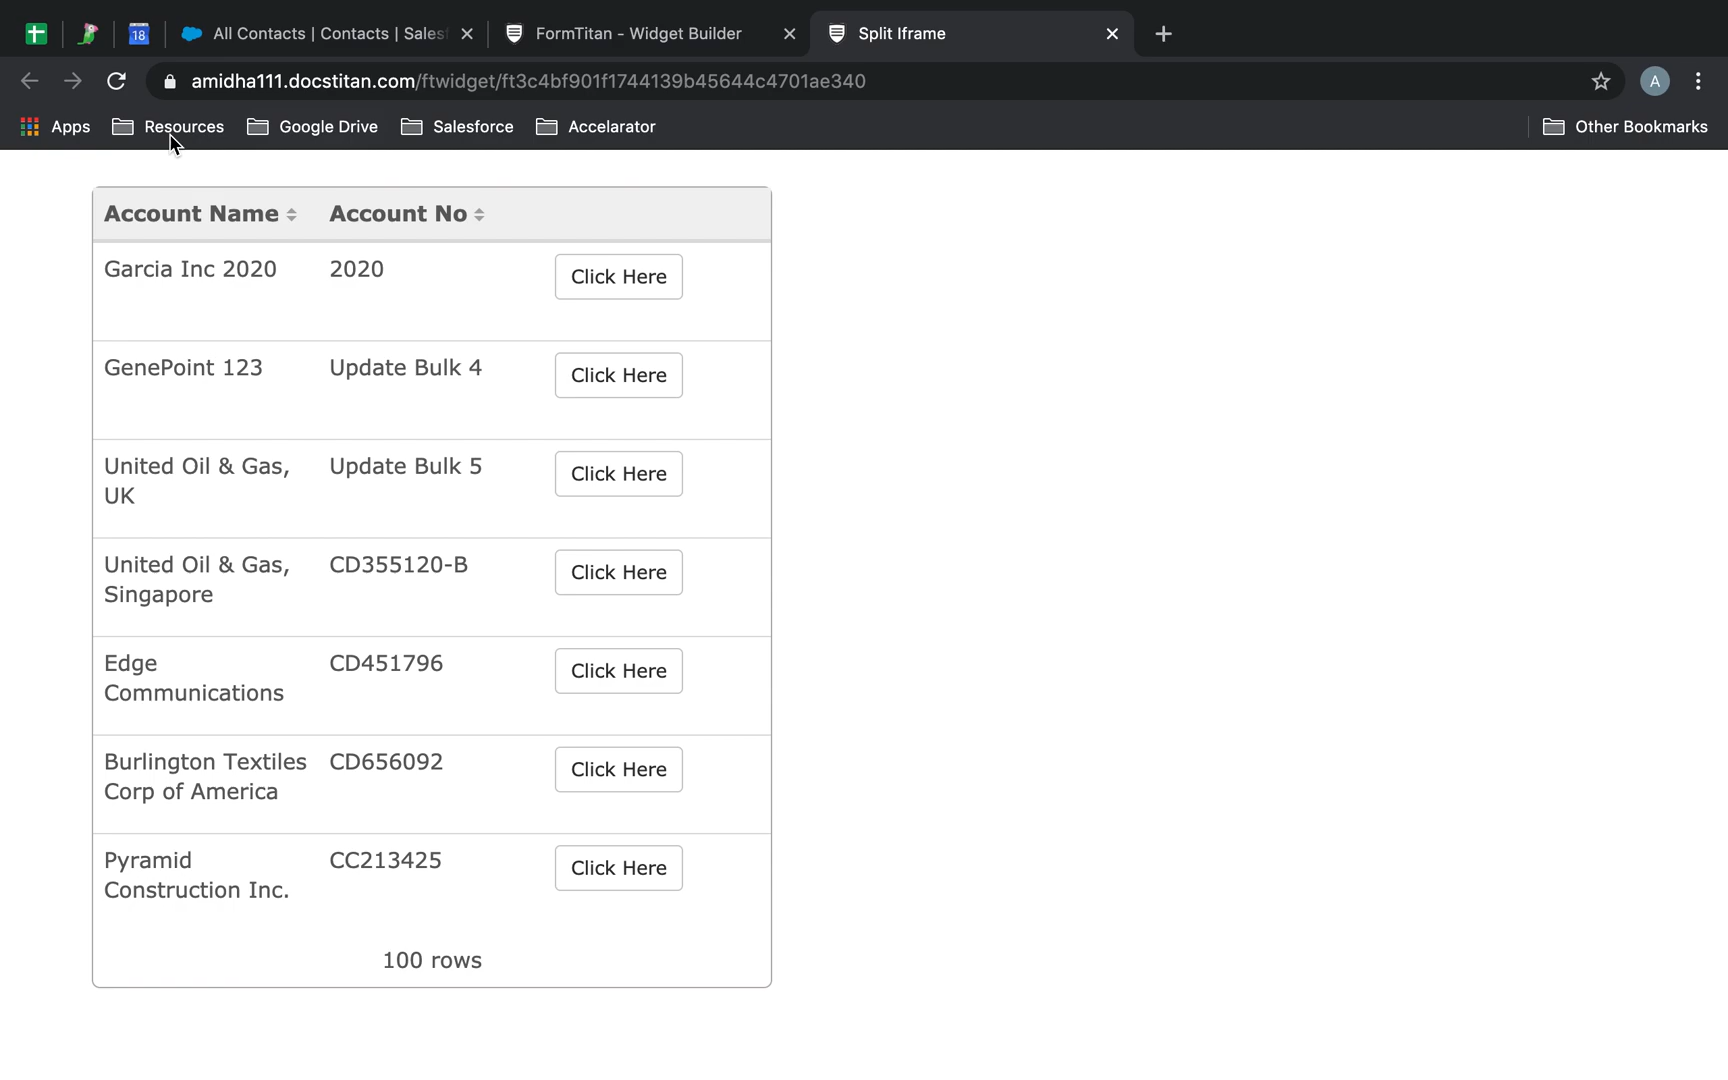 18
All Contacts | Contacts | Sales
FormTitan - Widget Builder
Split Iframe
amidha111.docstitan.com/ftwidget/ft3c4bf901f1744139b45644c4701ae340
A
Apps
Resources
Google Drive
Salesforce
Accelarator
Other Bookmarks
Account Name
Account No
Garcia Inc 2020
2020
Click Here
GenePoint 123
Update Bulk 4
Click Here
United Oil & Gas,
UK
Update Bulk 5
Click Here
United Oil & Gas,
Singapore
CD355120-B
Click Here
Edge
Communications
CD451796
Click Here
Burlington Textiles
Corp of America
CD656092
Click Here
Pyramid
Construction Inc.
CC213425
Click Here
100 rows